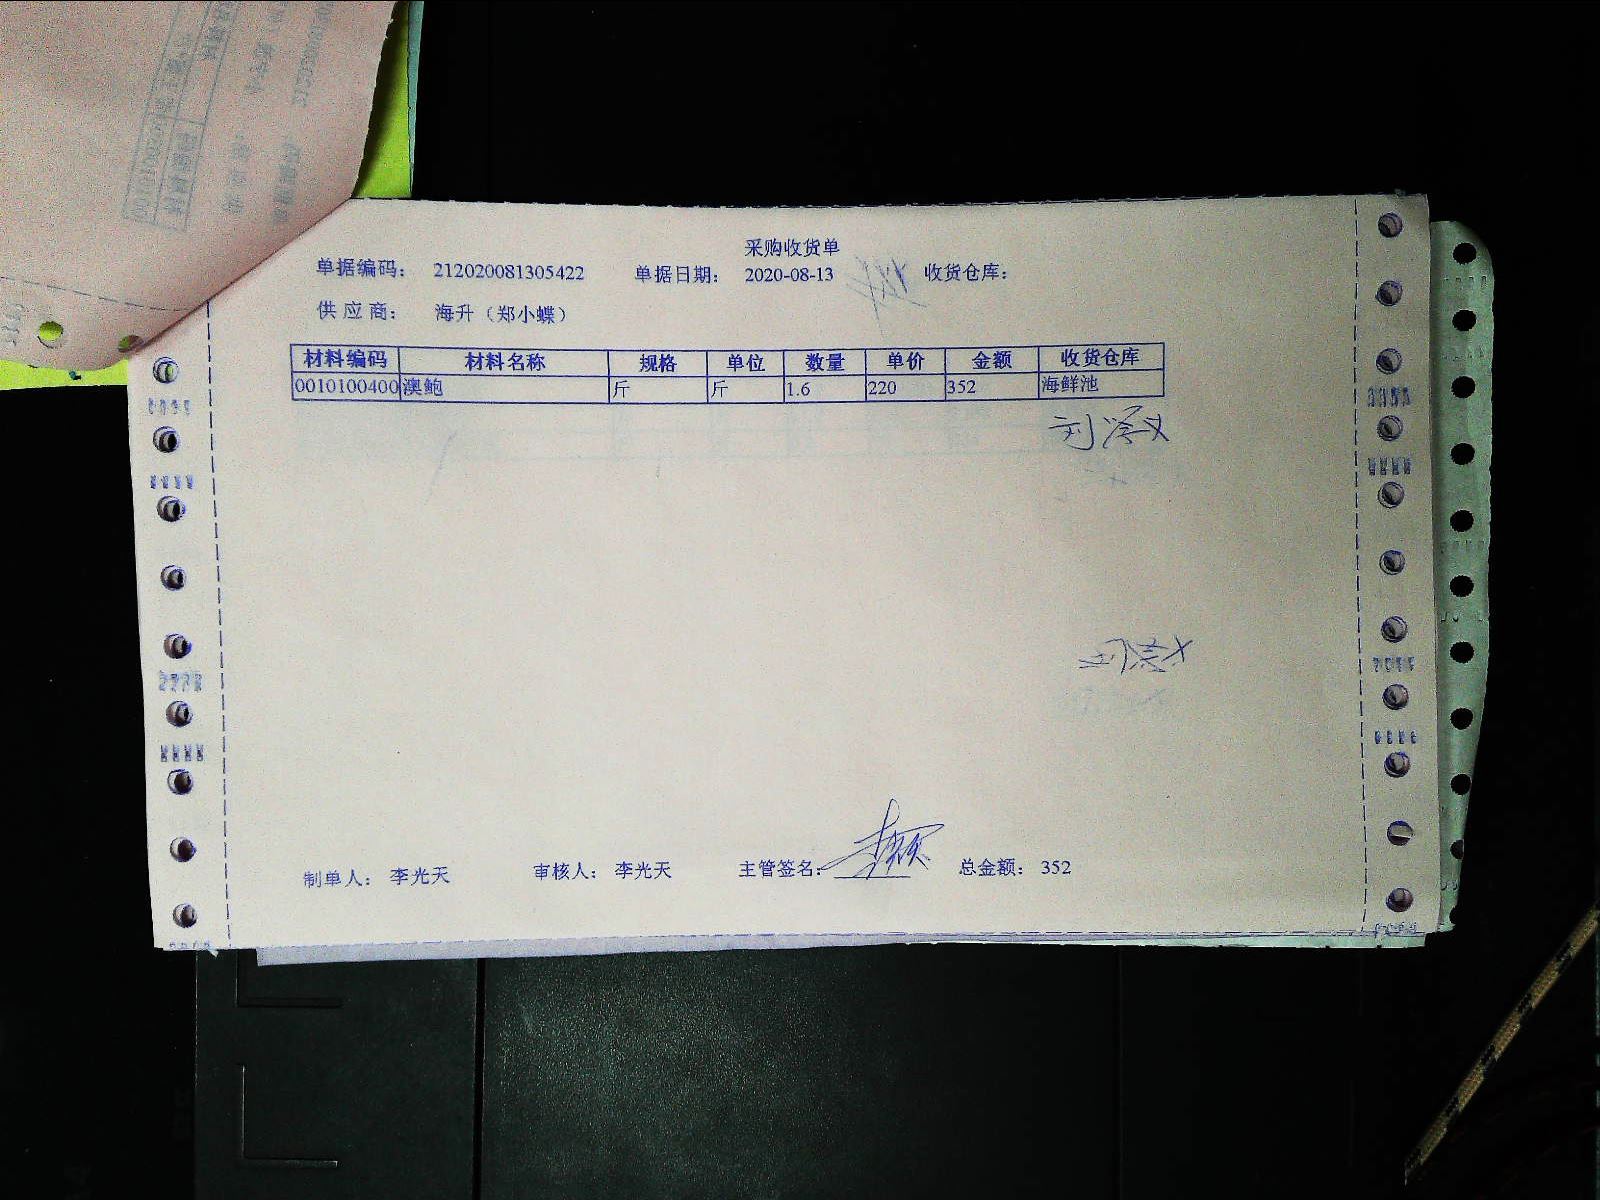 采购收货单
单据编码： 212020081305422 单据日期： 2020-08-13 收货仓库：
供 应 商： 海升（郑小蝶）
材料编码 材料名称 规格 单位 数量 单价 金额 收货仓库
0010100400 澳鲍 斤 斤 1.6 220 352 海鲜池
制单人： 李光天 审核人： 李光天 主管签名： 总金额： 352